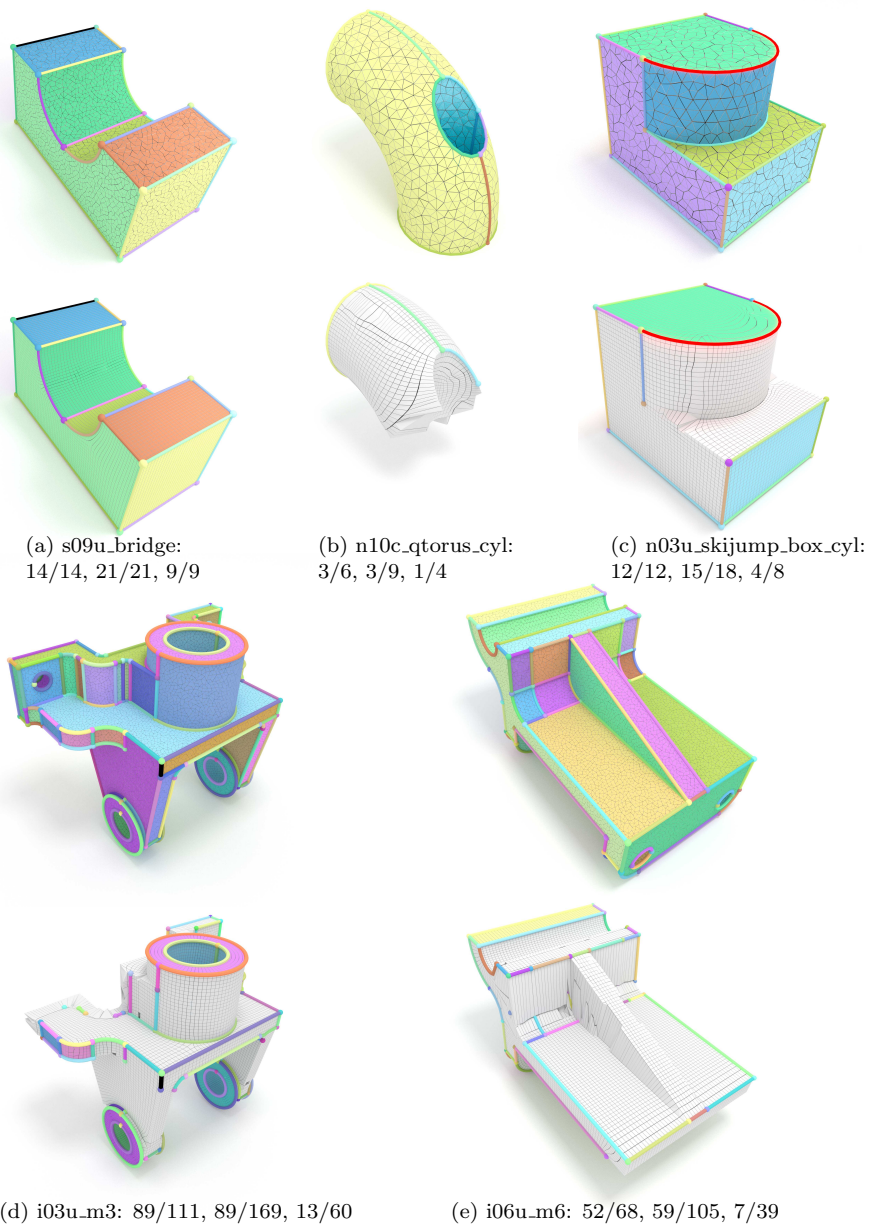 (a) s09u_bridge:
14/14, 21/21, 9/9
(b) n10c_qtorus_cyl:
3/6, 3/9, 1/4
(c) n03u_skijump_box_cyl:
12/12, 15/18, 4/8
(d) i03u_m3: 89/111, 89/169, 13/60
(e) i06u_m6: 52/68, 59/105, 7/39